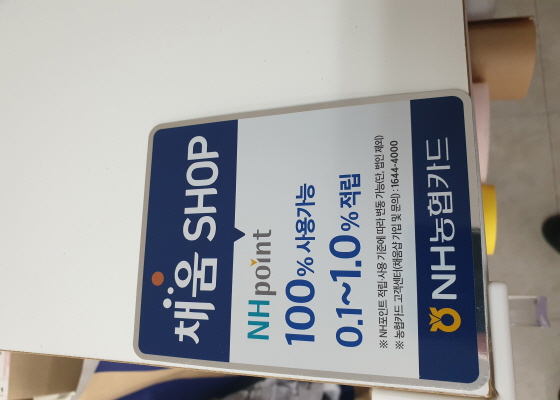 채움 SHOP
NHpoint
100% 사용가능
0.1~1.0% 적립
※ NH포인트 적립·사용 기준에 따라 변동 가능(단, 법인 제외)
※ 농협카드 고객센터(채움샵 가입 및 문의) : 1644-4000
NH농협카드